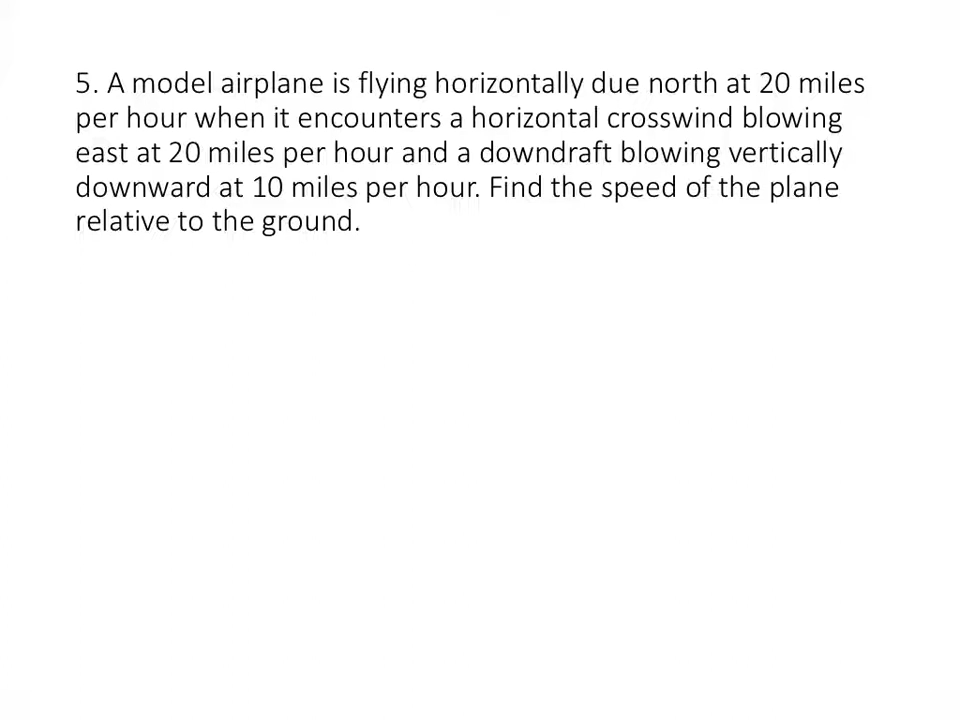 5. A model airplane is flying horizontally due north at 20 miles
per hour when it encounters a horizontal crosswind blowing
east at 20 miles per hour and a downdraft blowing vertically
downward at 10 miles per hour. Find the speed of the plane
relative to the ground.